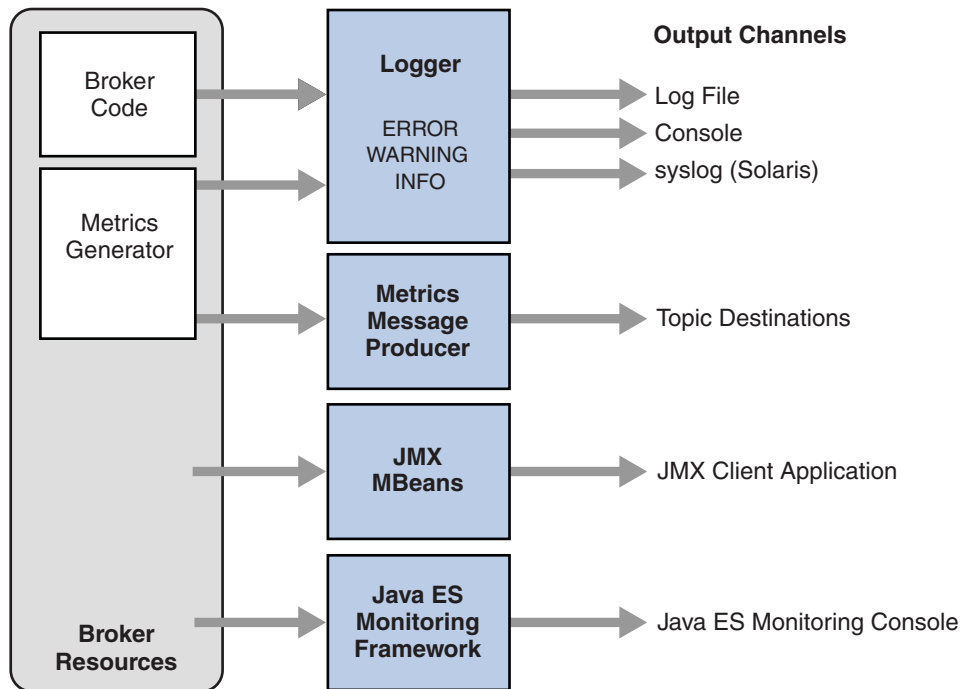 Output Channels
Broker
Code
Logger
ERROR
WARNING
INFO
Log File
Console
syslog (Solaris)
Metrics
Generator
Metrics
Message
Producer
Topic Destinations
JMX
MBeans
JMX Client Application
Java ES
Monitoring
Framework
Java ES Monitoring Console
Broker
Resources